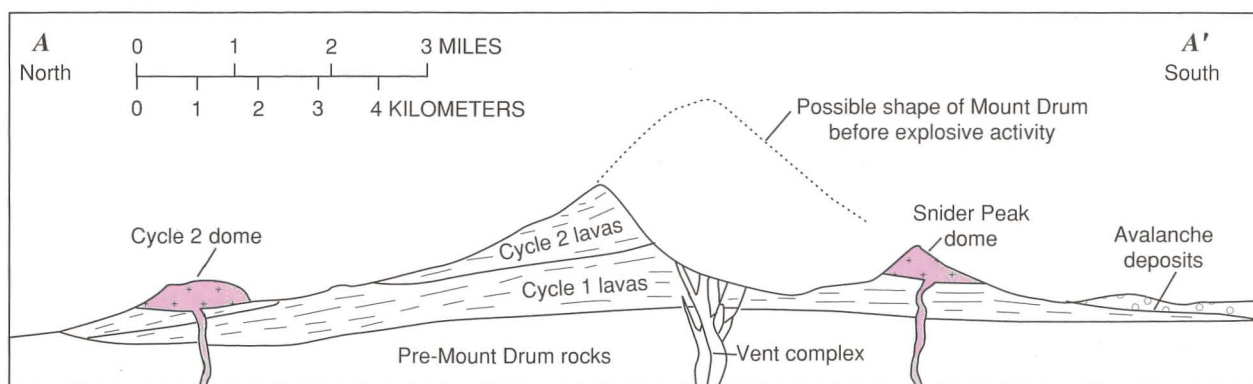 A
North
0 1 2 3 MILES
0 1 2 3 4 KILOMETERS
A'
South
Possible shape of Mount Drum
before explosive activity
Cycle 2 dome
Cycle 2 lavas
Cycle 1 lavas
Snider Peak
dome
Avalanche
deposits
Pre-Mount Drum rocks
Vent complex